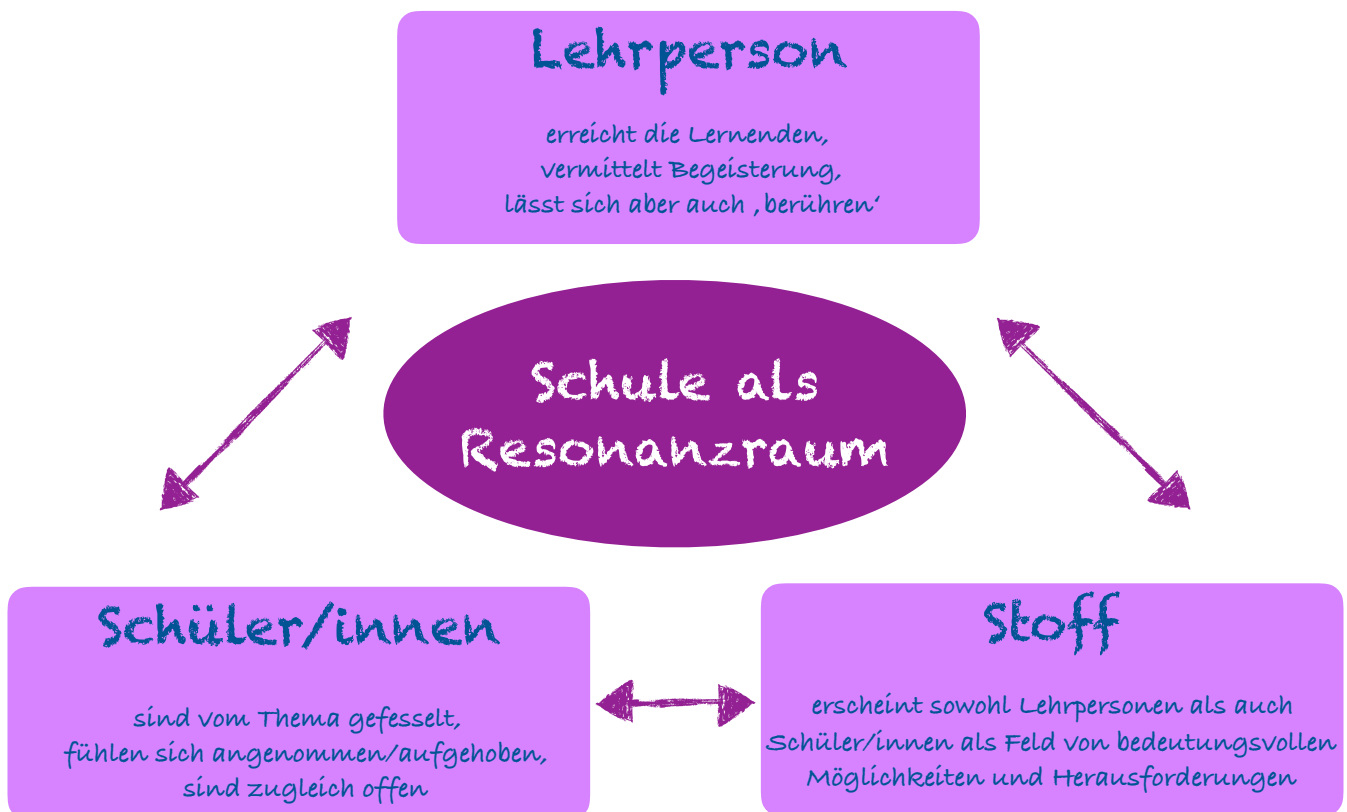 Lehrperson
erreicht die Lernenden,
vermittelt Begeisterung,
lässt sich aber auch ‚berühren‘
Schule als
Resonanzraum
Schüler/innen
sind vom Thema gefesselt,
fühlen sich angenommen/aufgehoben,
sind zugleich offen
Stoff
erscheint sowohl Lehrpersonen als auch
Schüler/innen als Feld von bedeutungsvollen
Möglichkeiten und Herausforderungen